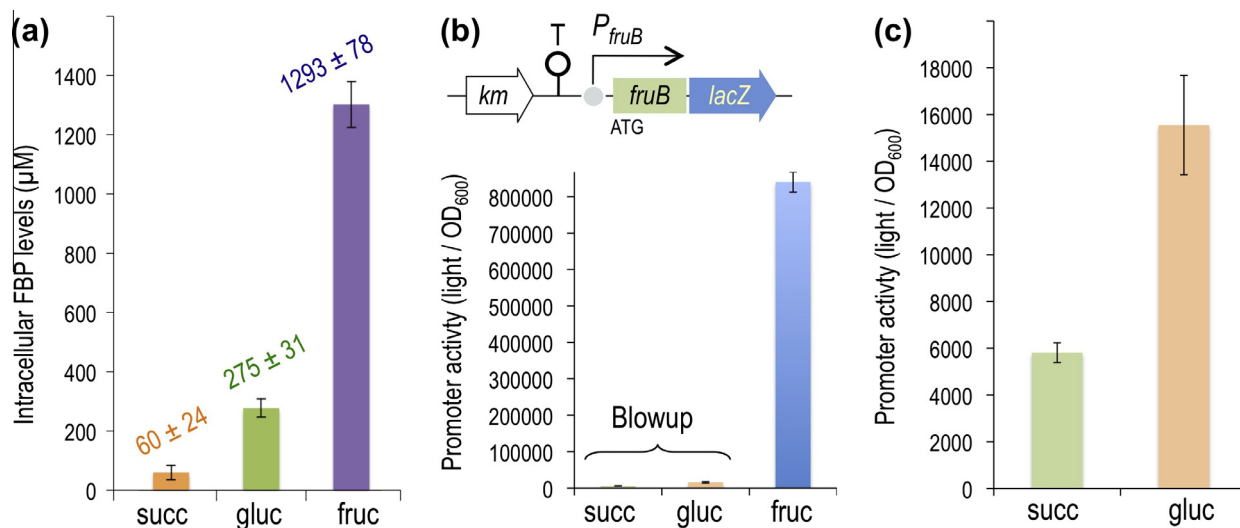 (a)
Intracellular FBP levels (µM)
1400
1200
1000
800
600
400
200
0
60 ± 24
275 ± 31
1293 ± 78
succ
gluc
fruc
(b)
T
PfruB
km
fruB
lacZ
ATG
Promoter activty (light / OD600)
800000
700000
600000
500000
400000
300000
200000
100000
0
Blowup
succ
gluc
fruc
(c)
Promoter activty (light / OD600)
18000
16000
14000
12000
10000
8000
6000
4000
2000
0
succ
gluc